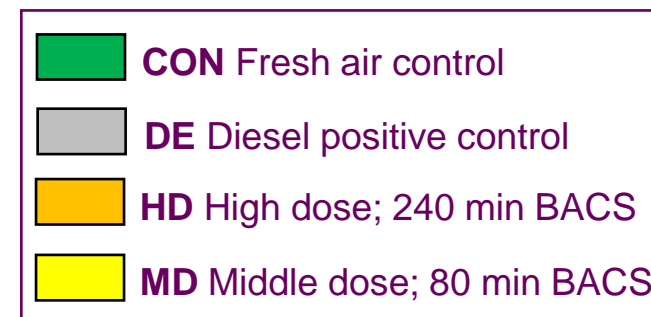 CON Fresh air control
DE Diesel positive control
HD High dose; 240 min BACS
MD Middle dose; 80 min BACS